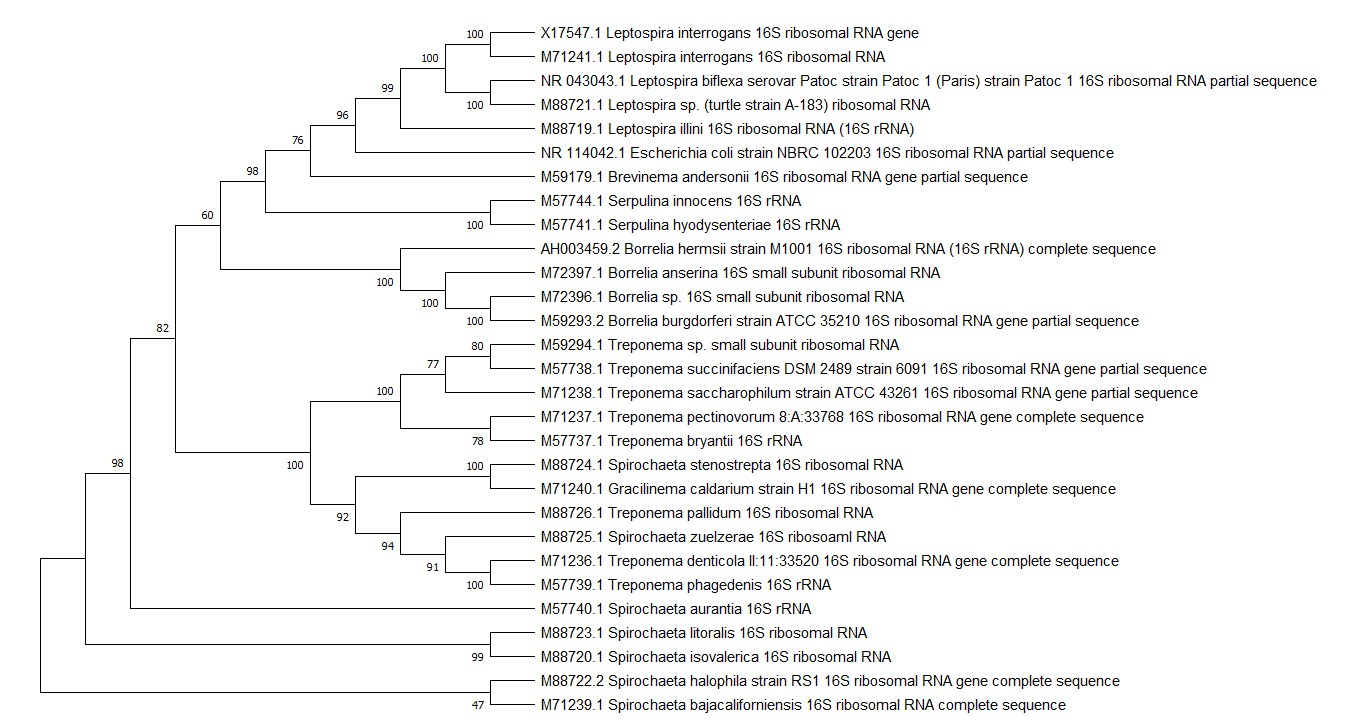 100
X17547.1 Leptospira interrogans 16S ribosomal RNA gene
100
M71241.1 Leptospira interrogans 16S ribosomal RNA
NR 043043.1 Leptospira biflexa serovar Patoc strain Patoc 1 (Paris) strain Patoc 1 16S ribosomal RNA partial sequence
99
100
M88721.1 Leptospira sp. (turtle strain A-183) ribosomal RNA
96
M88719.1 Leptospira illini 16S ribosomal RNA (16S rRNA)
76
NR 114042.1 Escherichia coli strain NBRC 102203 16S ribosomal RNA partial sequence
98
M59179.1 Brevinema andersonii 16S ribosomal RNA gene partial sequence
M57744.1 Serpulina innocens 16S rRNA
60
100
M57741.1 Serpulina hyodysenteriae 16S rRNA
AH003459.2 Borrelia hermsii strain M1001 16S ribosomal RNA (16S rRNA) complete sequence
100
M72397.1 Borrelia anserina 16S small subunit ribosomal RNA
100
M72396.1 Borrelia sp. 16S small subunit ribosomal RNA
82
100
M59293.2 Borrelia burgdorferi strain ATCC 35210 16S ribosomal RNA gene partial sequence
80
M59294.1 Treponema sp. small subunit ribosomal RNA
77
M57738.1 Treponema succinifaciens DSM 2489 strain 6091 16S ribosomal RNA gene partial sequence
100
M71238.1 Treponema saccharophilum strain ATCC 43261 16S ribosomal RNA gene partial sequence
M71237.1 Treponema pectinovorum 8:A:33768 16S ribosomal RNA gene complete sequence
78
M57737.1 Treponema bryantii 16S rRNA
98
100
100
M88724.1 Spirochaeta stenostrepta 16S ribosomal RNA
M71240.1 Gracilinema caldarium strain H1 16S ribosomal RNA gene complete sequence
92
M88726.1 Treponema pallidum 16S ribosomal RNA
94
M88725.1 Spirochaeta zuelzerae 16S ribosoaml RNA
91
M71236.1 Treponema denticola II:11:33520 16S ribosomal RNA gene complete sequence
100
M57739.1 Treponema phagedenis 16S rRNA
M57740.1 Spirochaeta aurantia 16S rRNA
M88723.1 Spirochaeta litoralis 16S ribosomal RNA
99
M88720.1 Spirochaeta isovalerica 16S ribosomal RNA
M88722.2 Spirochaeta halophila strain RS1 16S ribosomal RNA gene complete sequence
47
M71239.1 Spirochaeta bajacaliforniensis 16S ribosomal RNA complete sequence